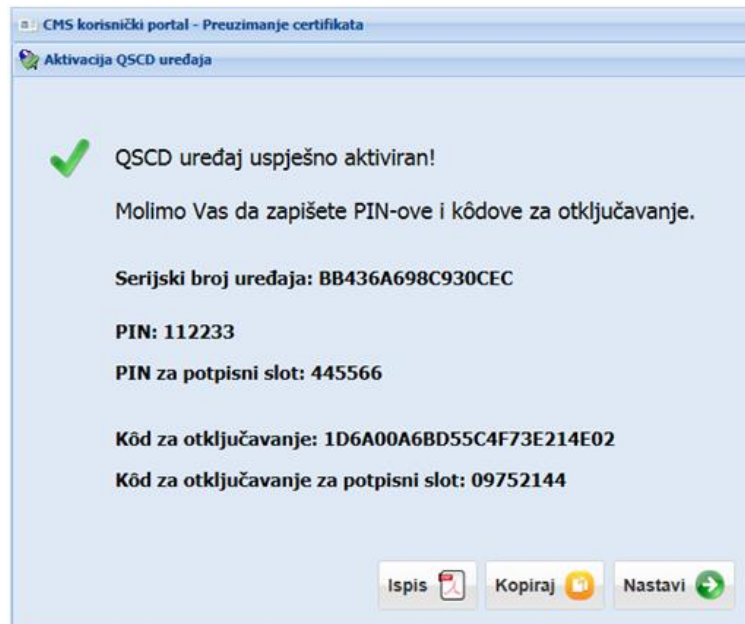 CMS korisnički portal - Preuzimanje certifikata
Aktivacija QSCD uređaja
QSCD uređaj uspješno aktiviran!
Molimo Vas da zapišete PIN-ove i kôdove za otključavanje.
Serijski broj uređaja: BB436A698C930CEC
PIN: 112233
PIN za potpisni slot: 445566
Kôd za otključavanje: 1D6A00A6BD55C4F73E214E02
Kôd za otključavanje za potpisni slot: 09752144
Ispis Kopiraj Nastavi